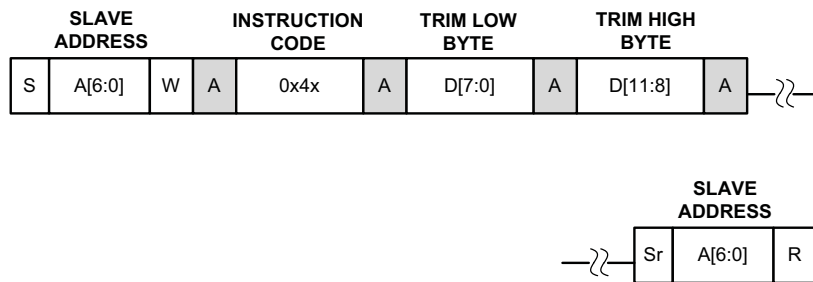 SLAVE ADDRESS INSTRUCTION CODE TRIM LOW BYTE TRIM HIGH BYTE
S A[6:0] W A 0x4x A D[7:0] A D[11:8] A
SLAVE ADDRESS
Sr A[6:0] R